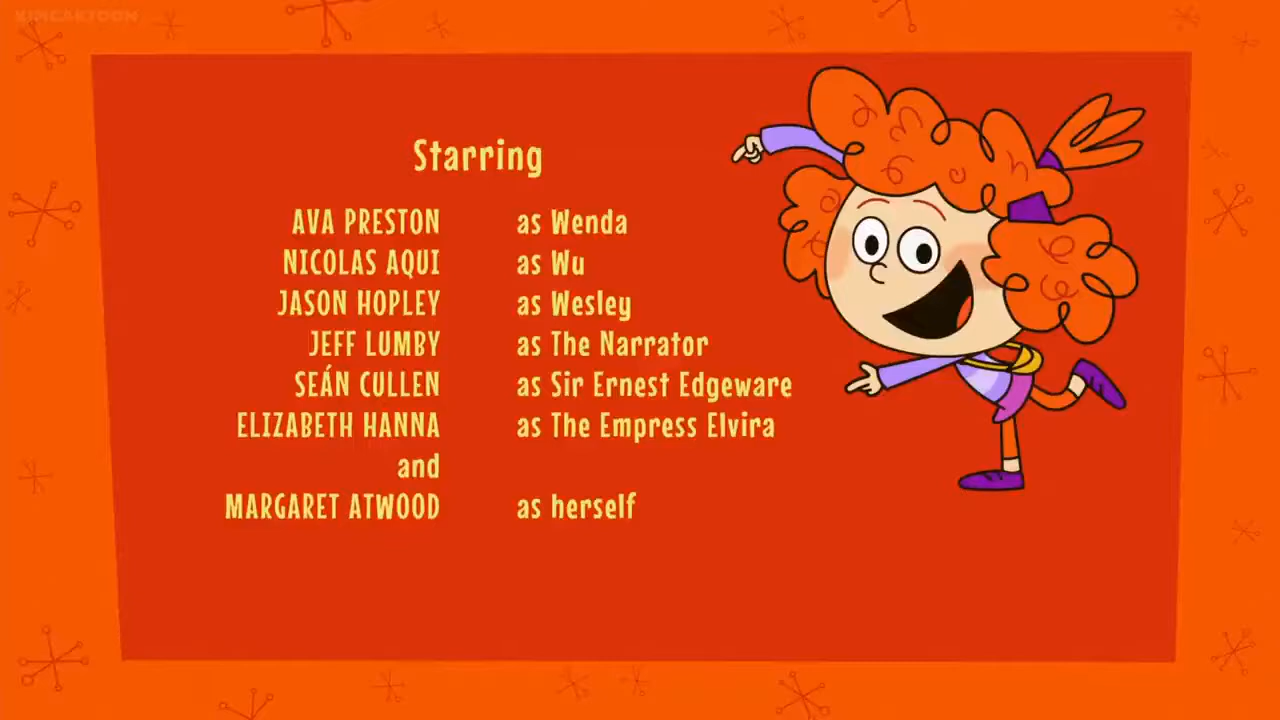 KIMCARTOON
Starring
AVA PRESTON as Wenda
NICOLAS AQUI as Wu
JASON HOPLEY as Wesley
JEFF LUMBY as The Narrator
SEÁN CULLEN as Sir Ernest Edgeware
ELIZABETH HANNA as The Empress Elvira
and
MARGARET ATWOOD as herself